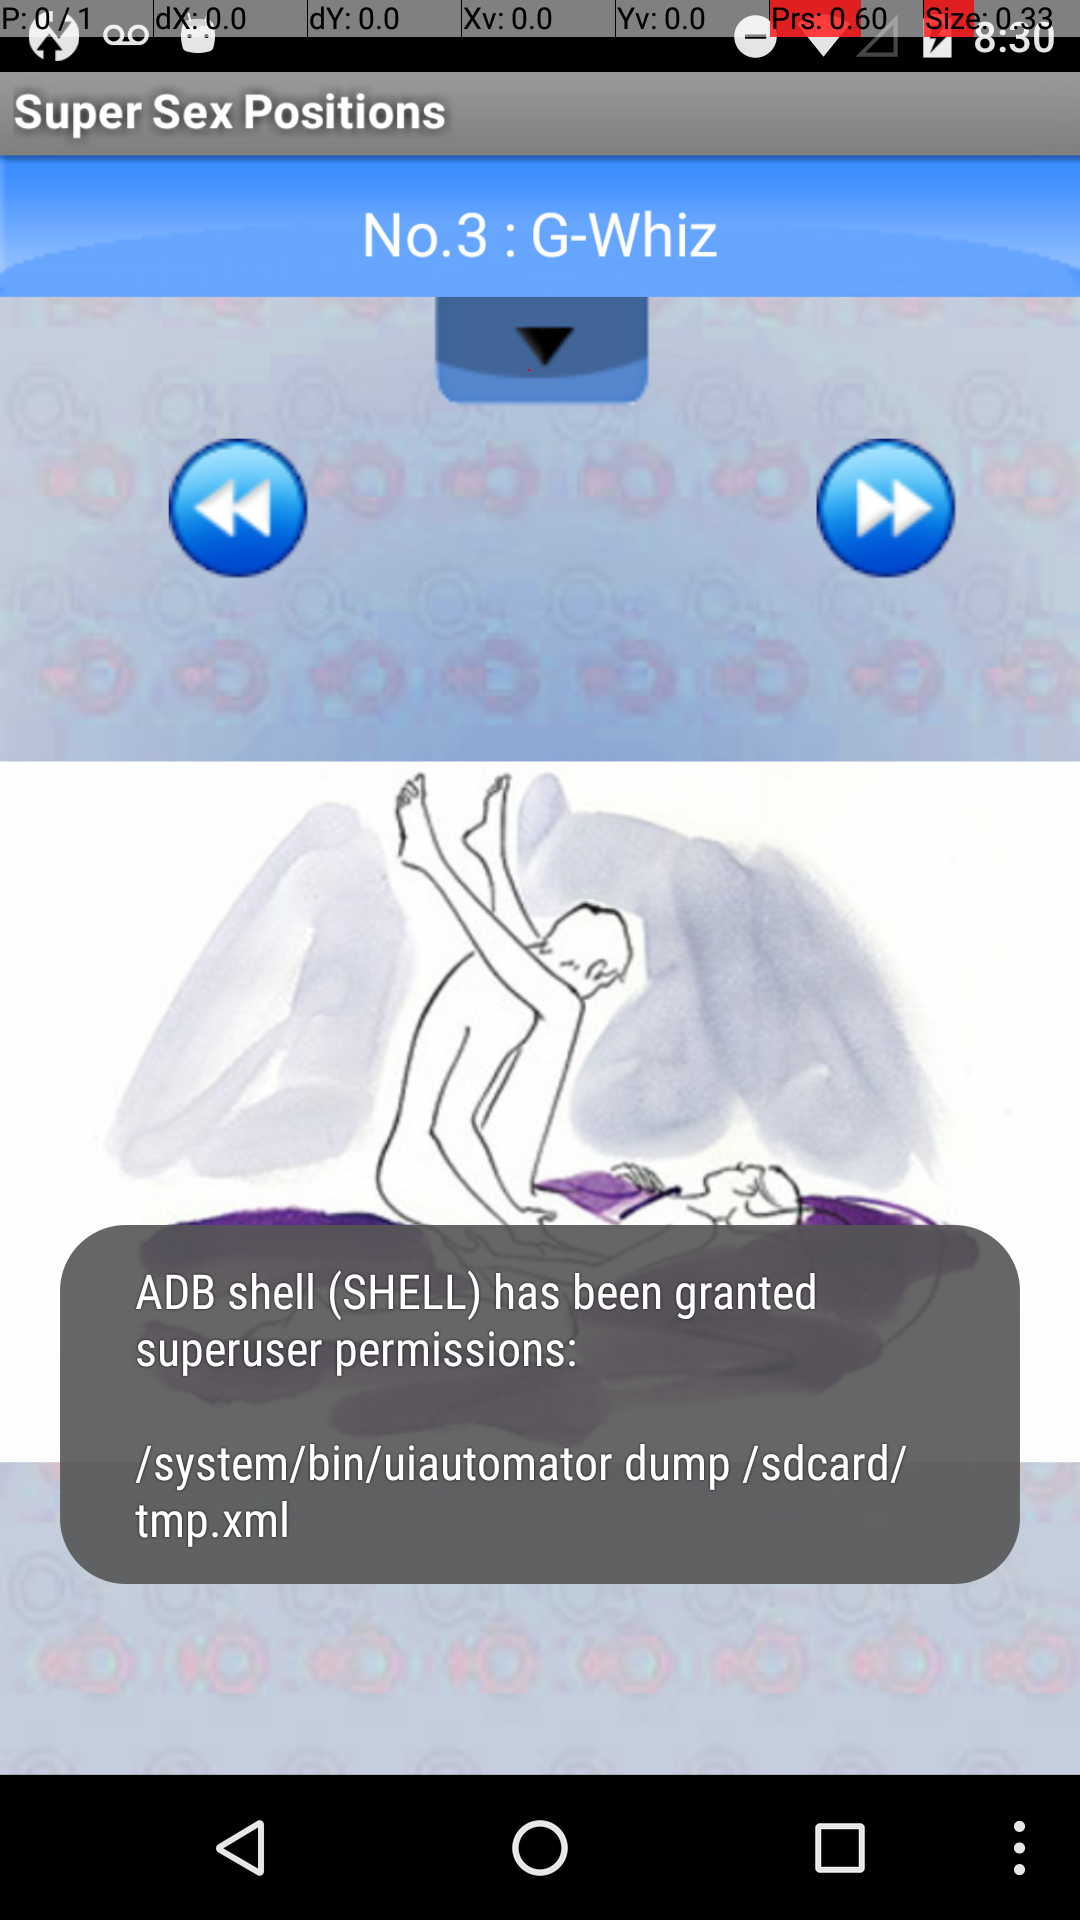 P: 0 / 1 dX: 0.0 dY: 0.0 Xv: 0.0 Yv: 0.0 Prs: 0.60 Size: 0.33
8:30
Super Sex Positions
No.3 : G-Whiz
ADB shell (SHELL) has been granted
superuser permissions:
/system/bin/uiautomator dump /sdcard/
tmp.xml